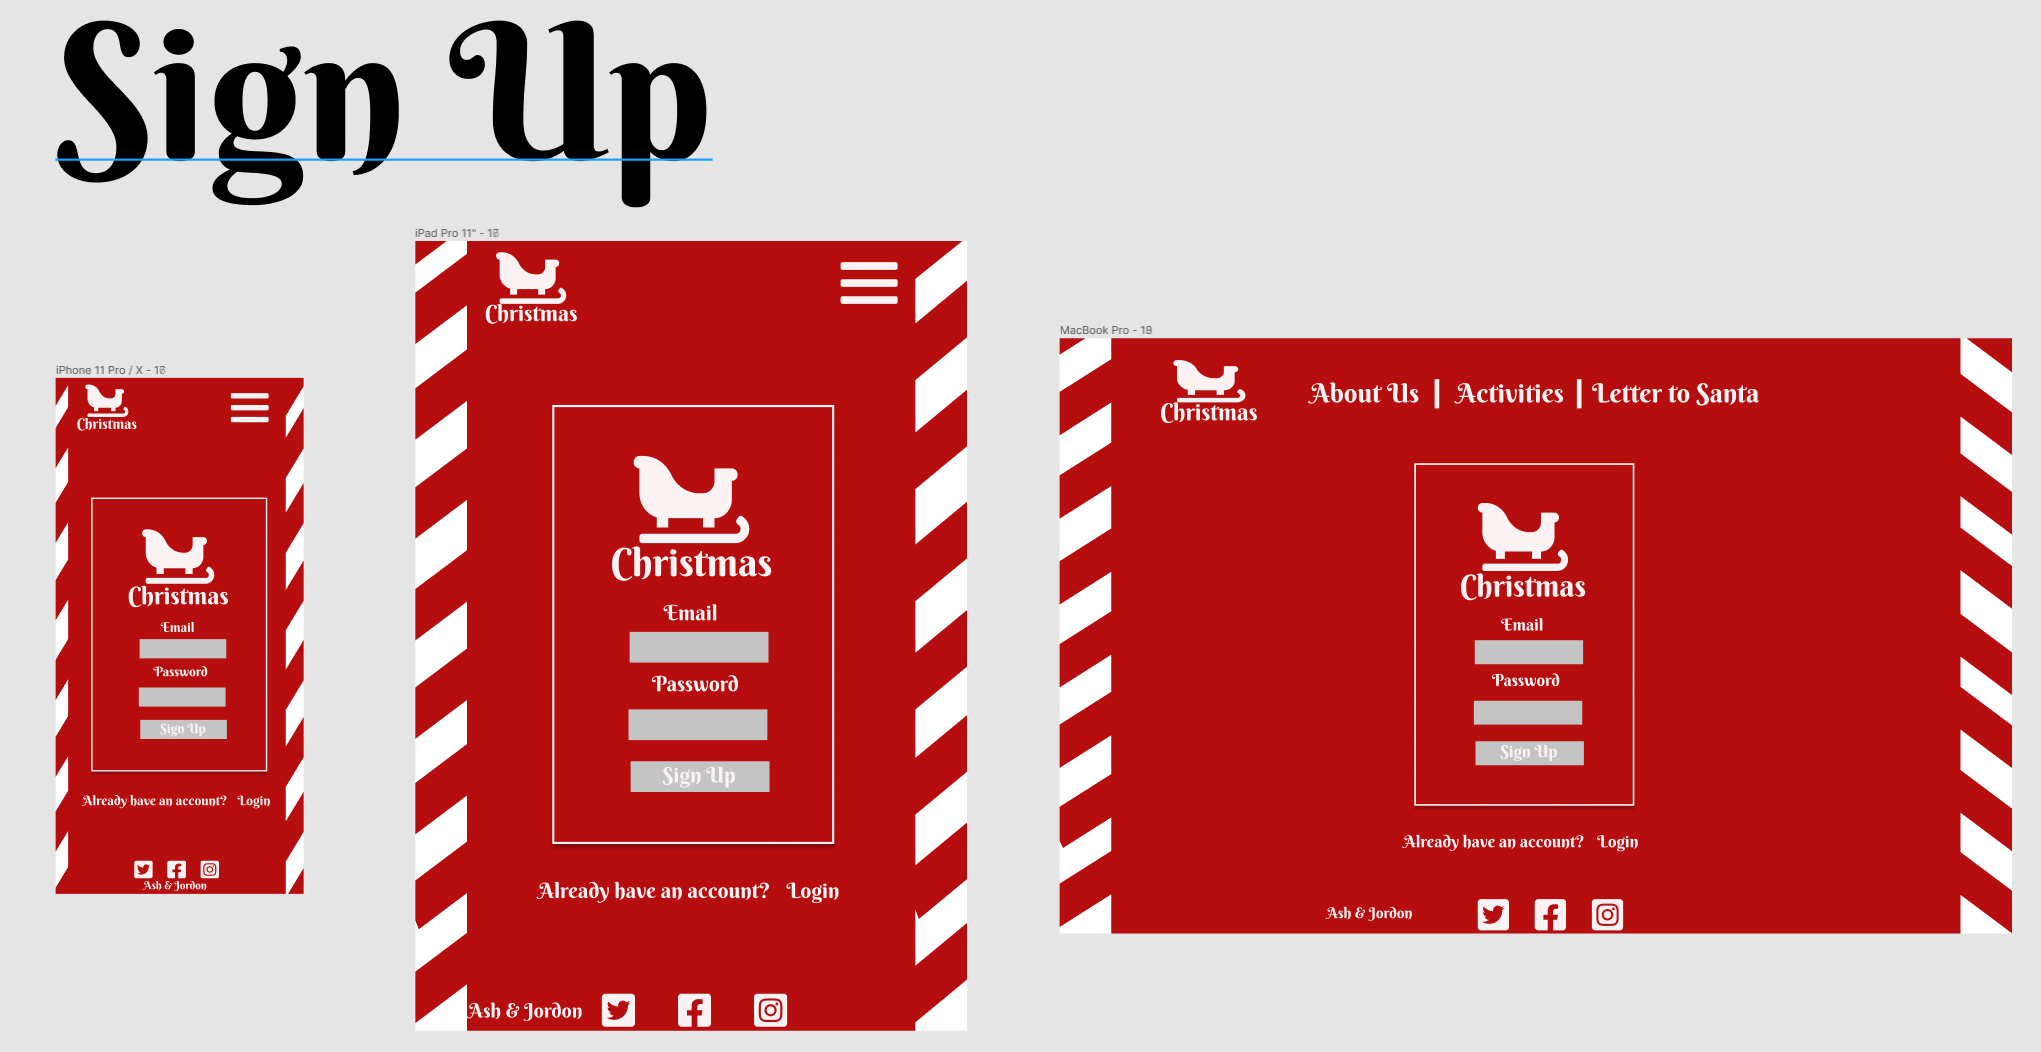 Sign Up
iPhone 11 Pro / X - 16
Christmas
Christmas
Email
Password
Sign Up
Already have an account? Login
Ash & Jordon
iPad Pro 11" - 16
Christmas
Christmas
Email
Password
Sign Up
Already have an account? Login
Ash & Jordon
MacBook Pro - 18
Christmas
About Us | Activities | Letter to Santa
Christmas
Email
Password
Sign Up
Already have an account? Login
Ash & Jordon